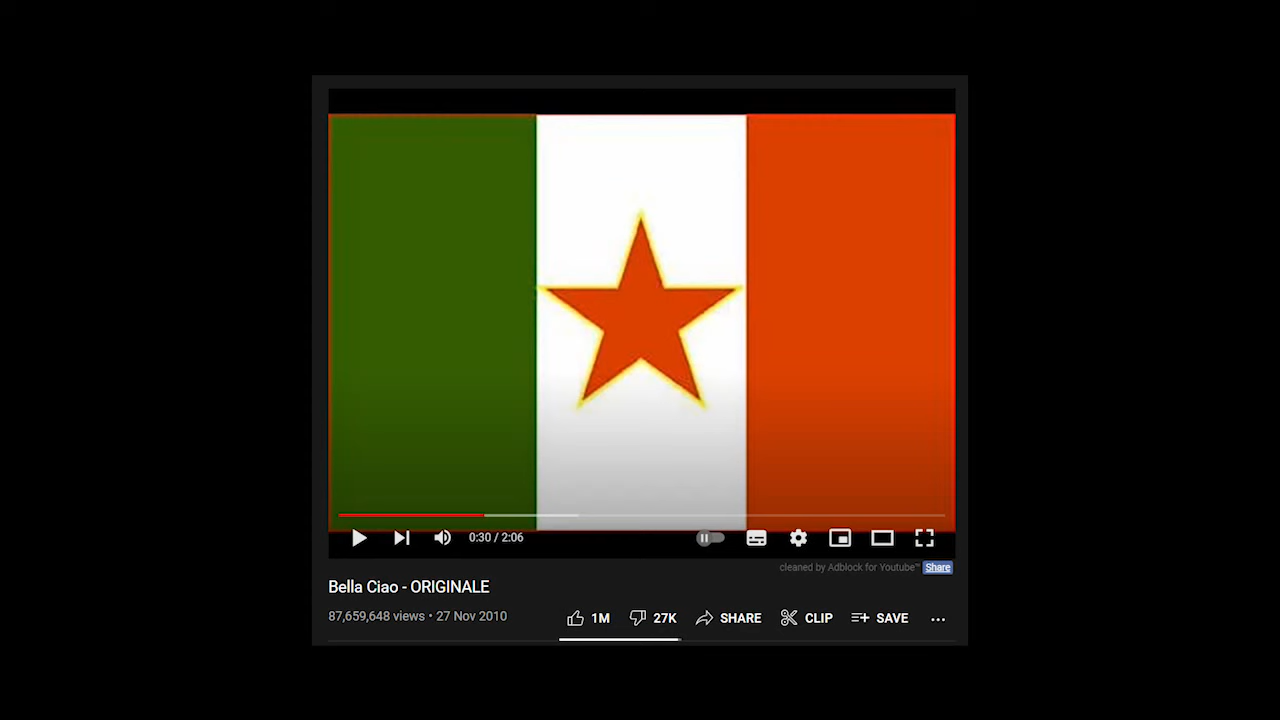 0:30 / 2:06
cleaned by Adblock for Youtube™ Share
Bella Ciao - ORIGINALE
87,659,648 views • 27 Nov 2010
1M 27K SHARE CLIP SAVE